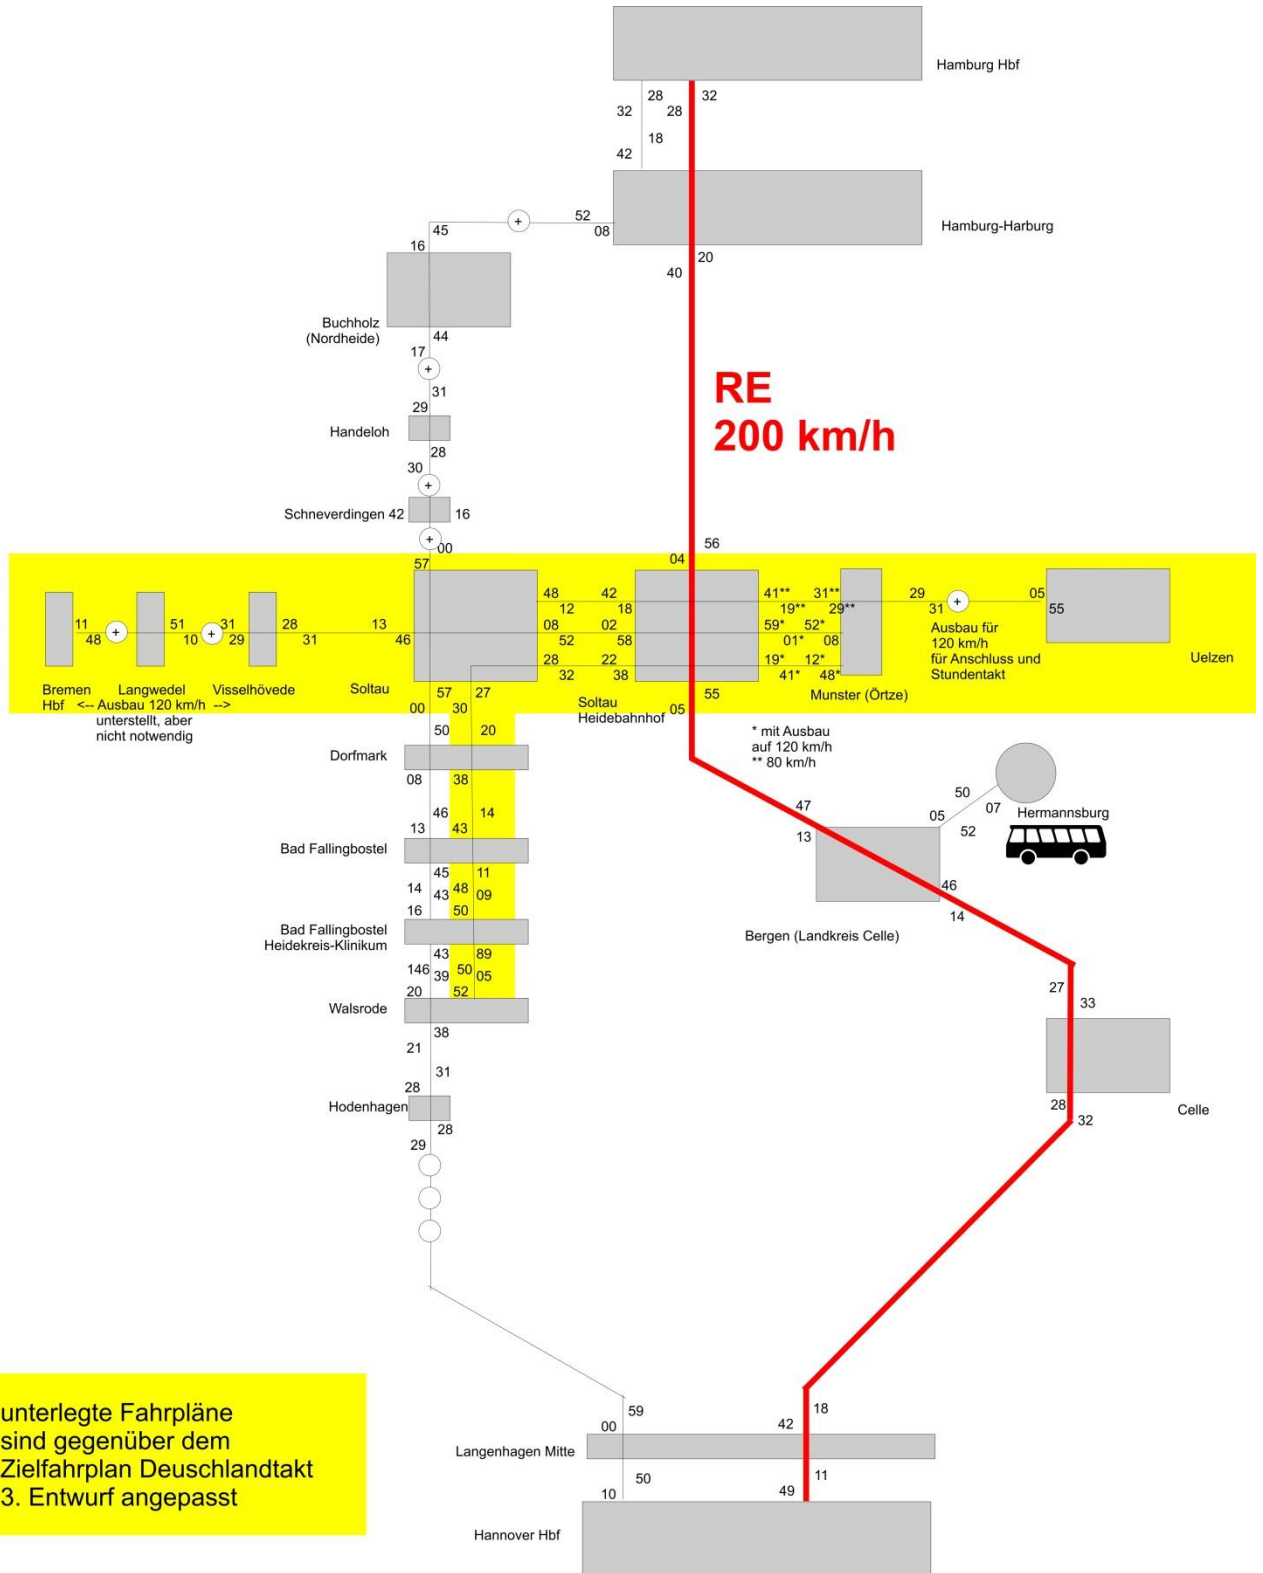 Hamburg Hbf
28
32
32
28
18
42
Hamburg-Harburg
52
08
45
16
20
40
Buchholz
(Nordheide)
44
17
RE
200 km/h
31
29
Handeloh
28
30
Schneverdingen 42
16
00
57
56
04
48
42
41**
31**
29
05
12
18
19**
29**
31
55
11
51
31
28
13
08
02
59*
52*
48
10
29
31
46
52
58
01*
08
28
22
19*
12*
32
38
41*
48*
Ausbau für
120 km/h
für Anschluss und
Stundentakt
Uelzen
Bremen
Hbf
Langwedel
Visselhövede
Soltau
<-- Ausbau 120 km/h -->
unterstellt, aber
nicht notwendig
57
27
00
30
Soltau
Heidebahnhof
55
05
Munster (Örtze)
* mit Ausbau
auf 120 km/h
** 80 km/h
50
20
Dorfmark
08
38
46
14
13
43
Bad Fallingbostel
47
13
50
05
07
52
Hermannsburg
45
11
14
43
48
09
16
50
46
14
Bad Fallingbostel
Heidekreis-Klinikum
Bergen (Landkreis Celle)
43
89
146
39
50
05
20
52
Walsrode
38
21
27
33
31
28
Hodenhagen
28
29
28
32
Celle
59
00
18
42
Langenhagen Mitte
50
10
11
49
Hannover Hbf
unterlegte Fahrpläne
sind gegenüber dem
Zielfahrplan Deuschlandtakt
3. Entwurf angepasst